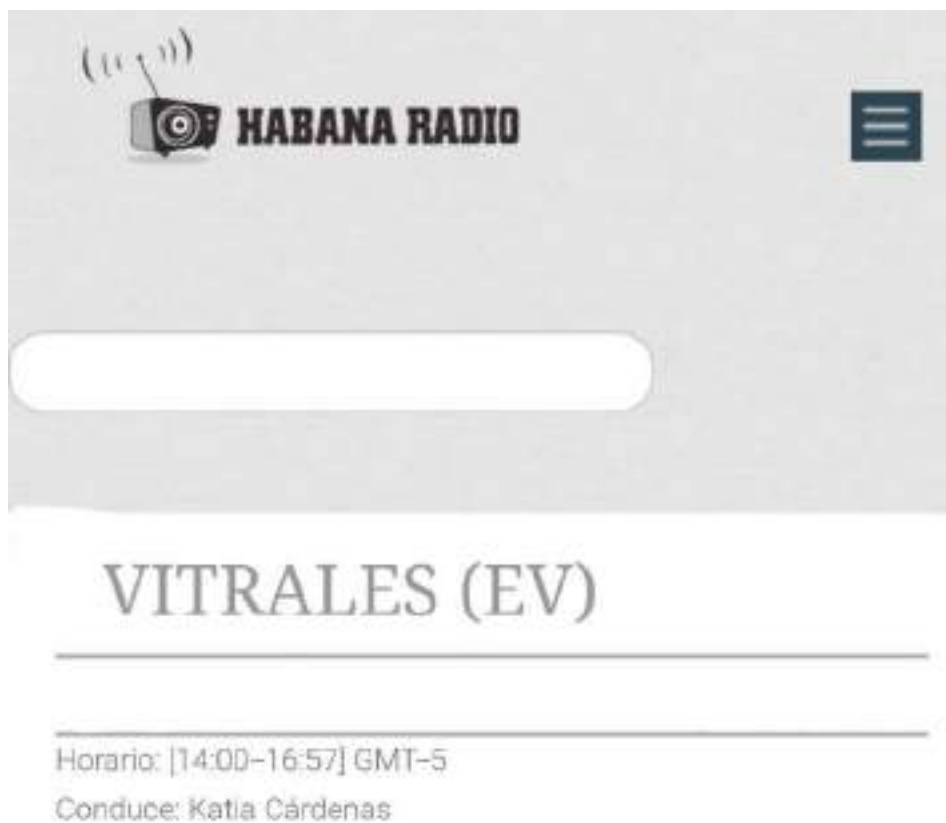 HABANA RADIO
VITRALES (EV)
Horario: [14:00–16:57] GMT–5
Conduce: Katia Cárdenas